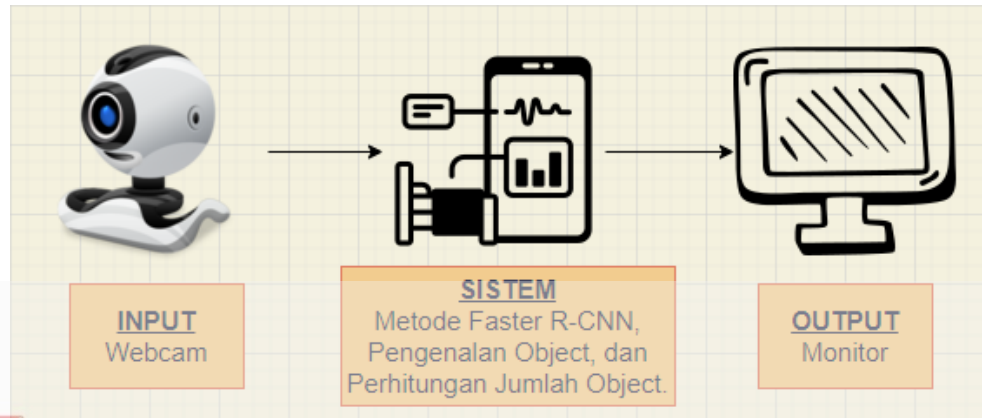 INPUT
Webcam
SISTEM
Metode Faster R-CNN,
Pengenalan Object, dan
Perhitungan Jumlah Object.
OUTPUT
Monitor